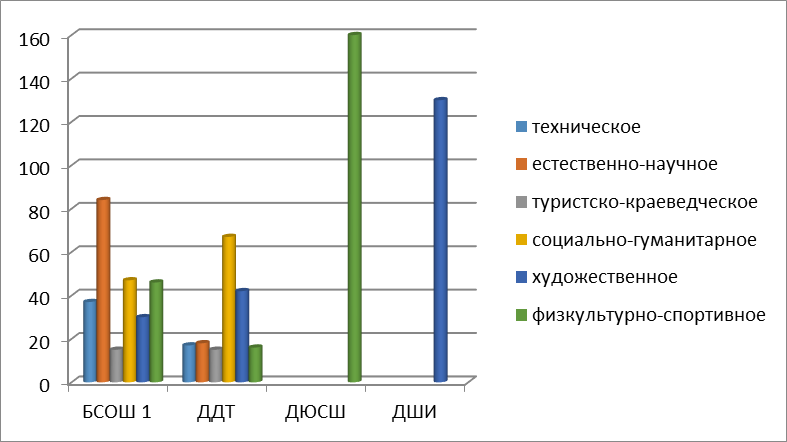 160
140
120
100
80
60
40
20
0
БСОШ 1 ДДТ ДЮСШ ДШИ
техническое
естественно-научное
туристско-краеведческое
социально-гуманитарное
художественное
физкультурно-спортивное